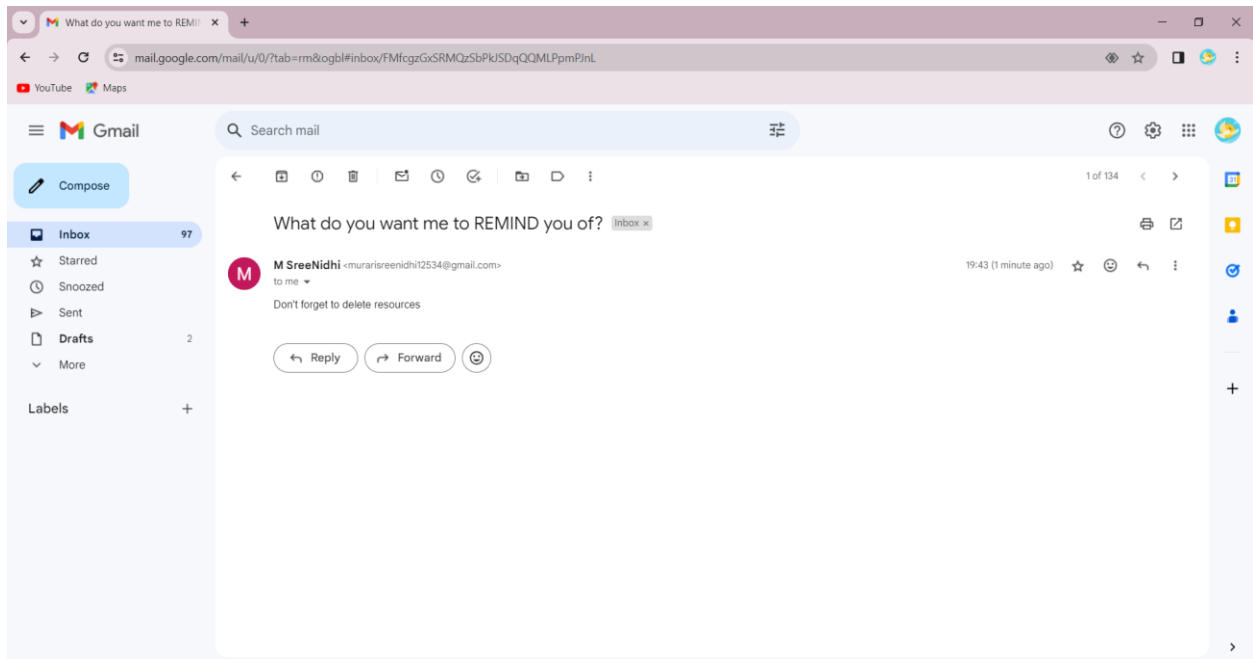 What do you want me to REMIN
mail.google.com/mail/u/0/?tab=rm&ogbl#inbox/FMfcgzGxSRMQzSbPkJSDqQQMLPpmPJnL
YouTube Maps
Gmail
Search mail
Compose
1 of 134
Inbox 97
Starred
Snoozed
Sent
Drafts 2
More
Labels
What do you want me to REMIND you of? Inbox ×
M
M SreeNidhi <murarisreenidhi12534@gmail.com> 19:43 (1 minute ago)
to me
Don't forget to delete resources
Reply Forward
31